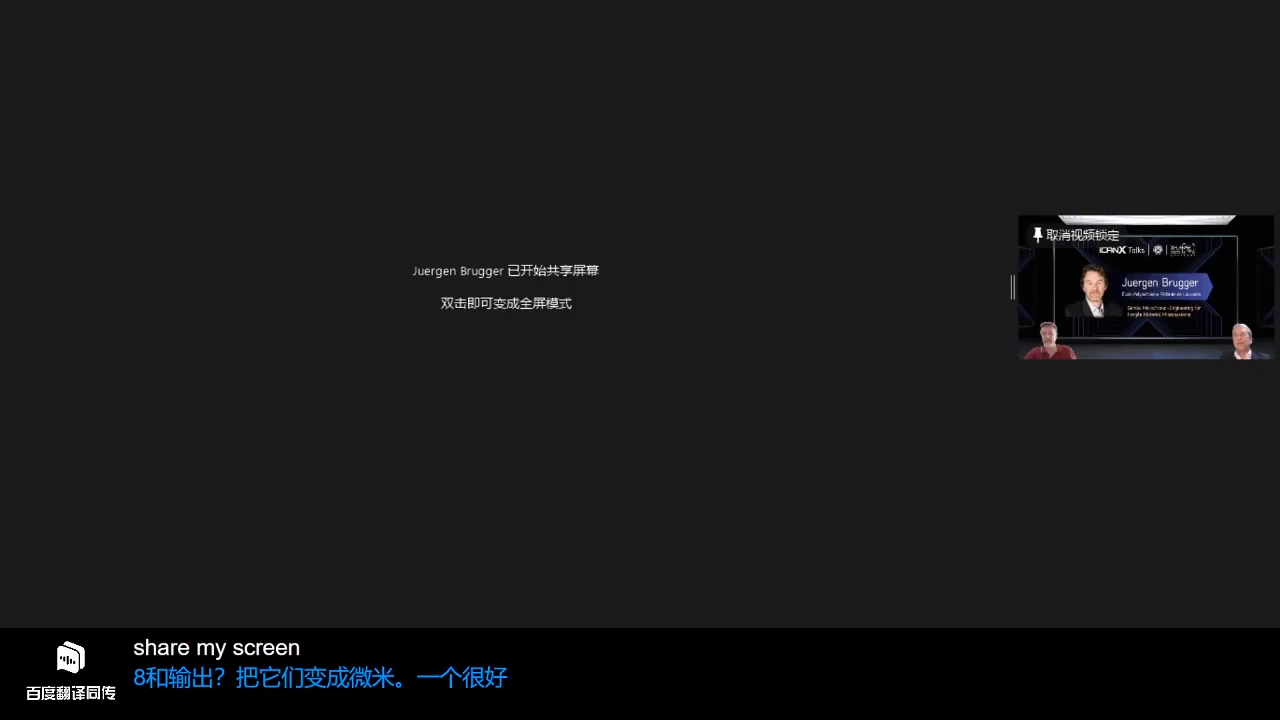 Juergen Brugger 已开始共享屏幕
双击即可变成全屏模式
取消视频锁定
iCANX Talks
Juergen Brugger
share my screen
8和输出？把它们变成微米。一个很好
百度翻译同传